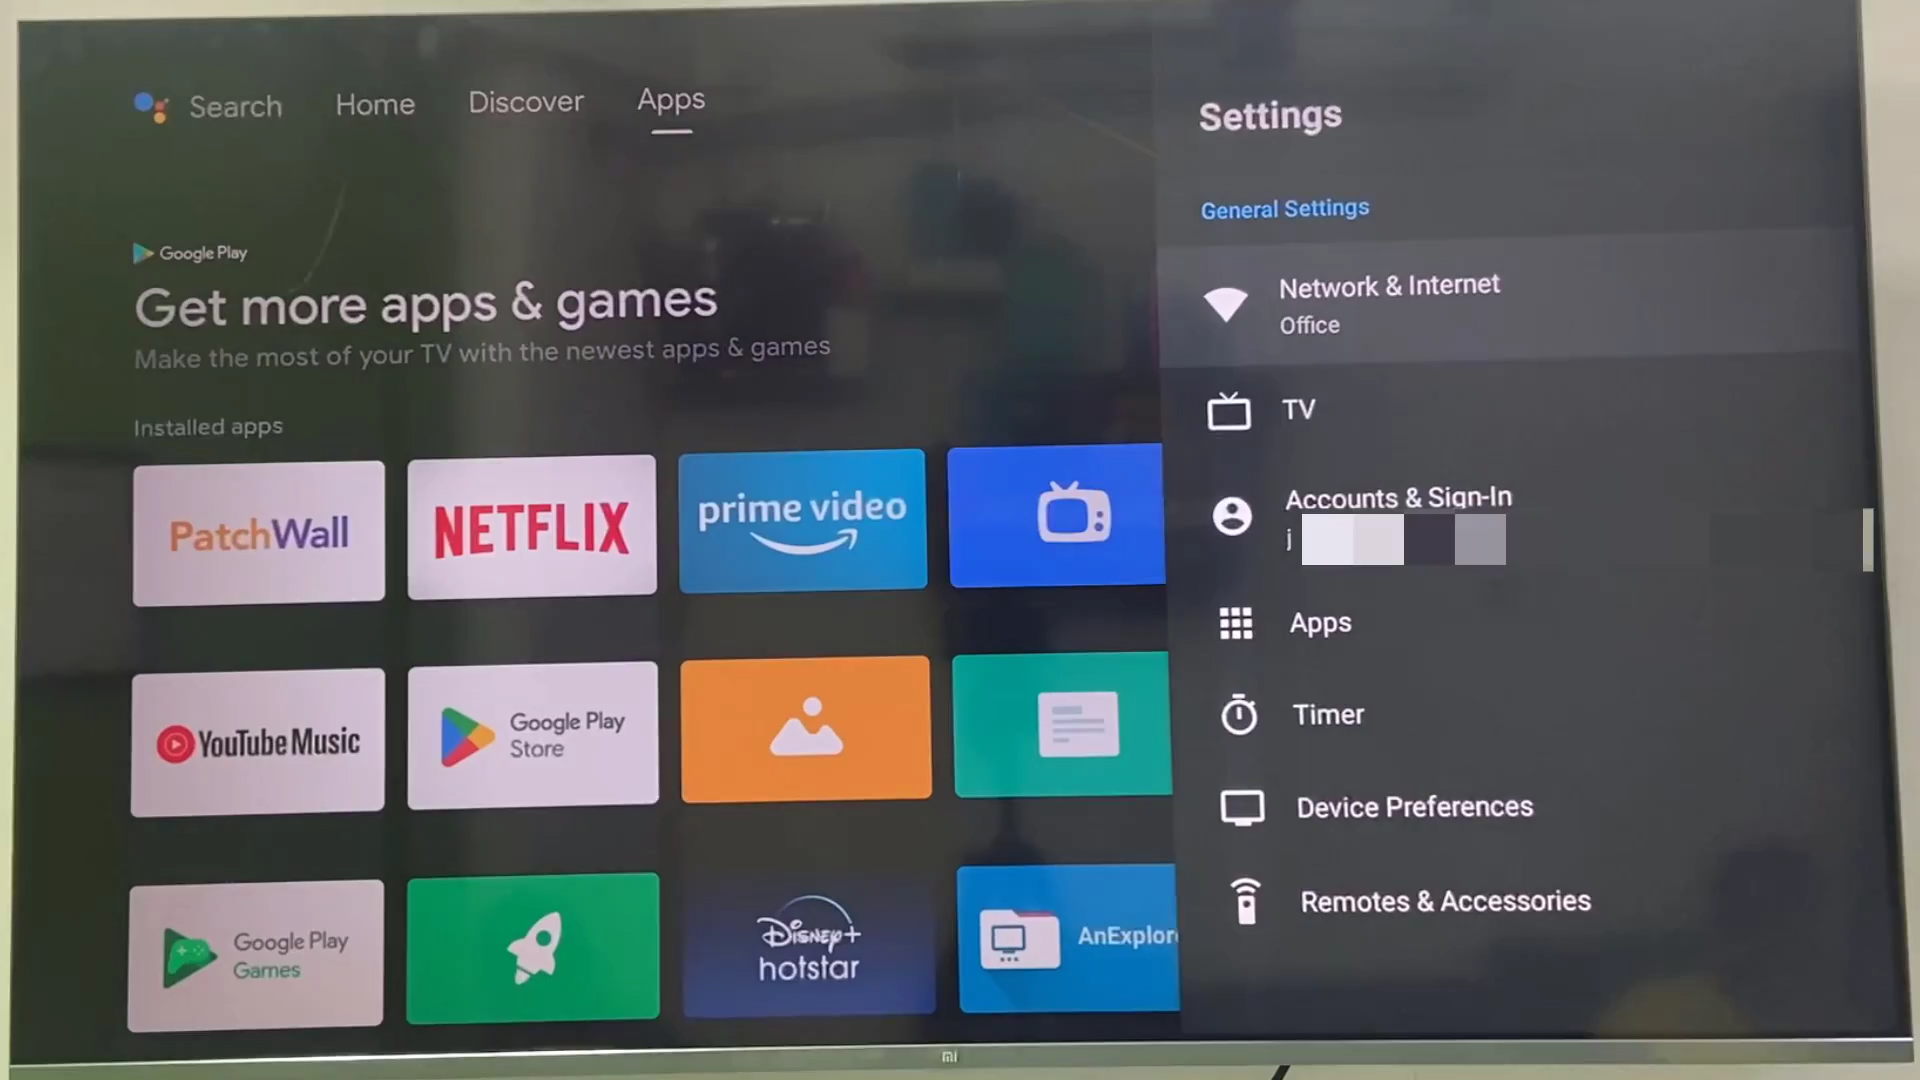 Search Home Discover Apps
Google Play
Get more apps & games
Make the most of your TV with the newest apps & games
Installed apps
PatchWall
NETFLIX
prime video
YouTube Music
Google Play
Store
Google Play
Games
Disney+
hotstar
AnExplor
Settings
General Settings
Network & Internet
Office
TV
Accounts & Sign-In
j
Apps
Timer
Device Preferences
Remotes & Accessories
mi